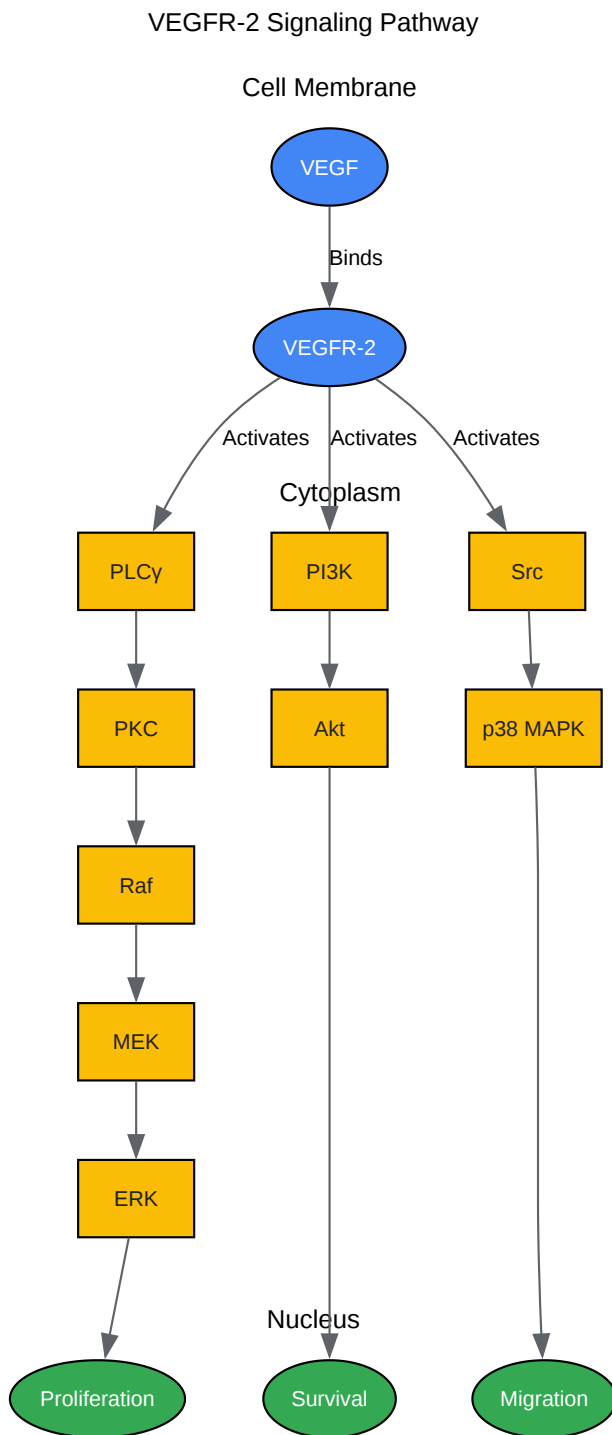 VEGFR-2 Signaling Pathway
Cell Membrane
VEGF
Binds
VEGFR-2
Activates
Activates
Activates
Cytoplasm
PLCγ
PI3K
Src
PKC
Akt
p38 MAPK
Raf
MEK
ERK
Nucleus
Proliferation
Survival
Migration